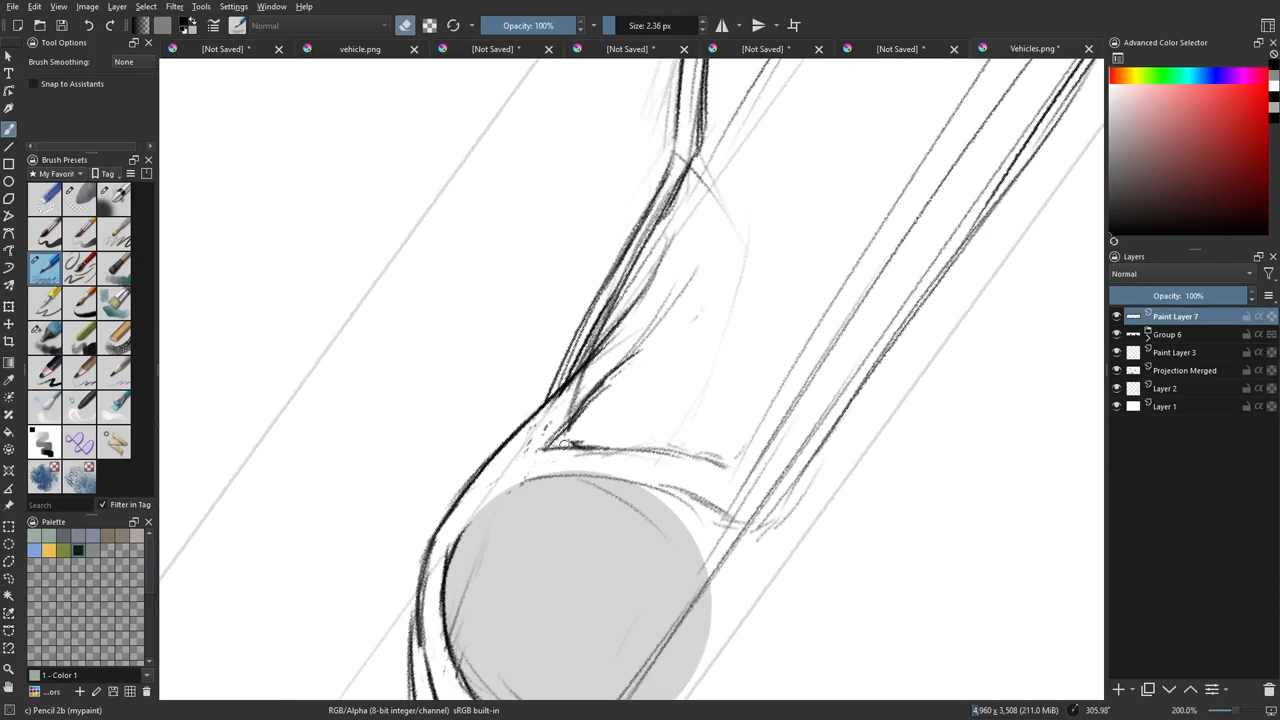 File Edit View Image Layer Select Filter Tools Settings Window Help
Normal Opacity: 100% Size: 2.36 px
[Not Saved] * vehicle.png [Not Saved] * [Not Saved] * [Not Saved] * [Not Saved] * Vehicles.png *
Tool Options
Brush Smoothing: None
Snap to Assistants
Brush Presets
My Favorit Tag
Search Filter in Tag
Palette
1 - Color 1
...ors
Advanced Color Selector
Layers
Normal
Opacity: 100%
Paint Layer 7
Group 6
Paint Layer 3
Projection Merged
Layer 2
Layer 1
c) Pencil 2b (mypaint) RGB/Alpha (8-bit integer/channel) sRGB built-in 4,960 x 3,508 (211.0 MiB) 305.98° 200.0%